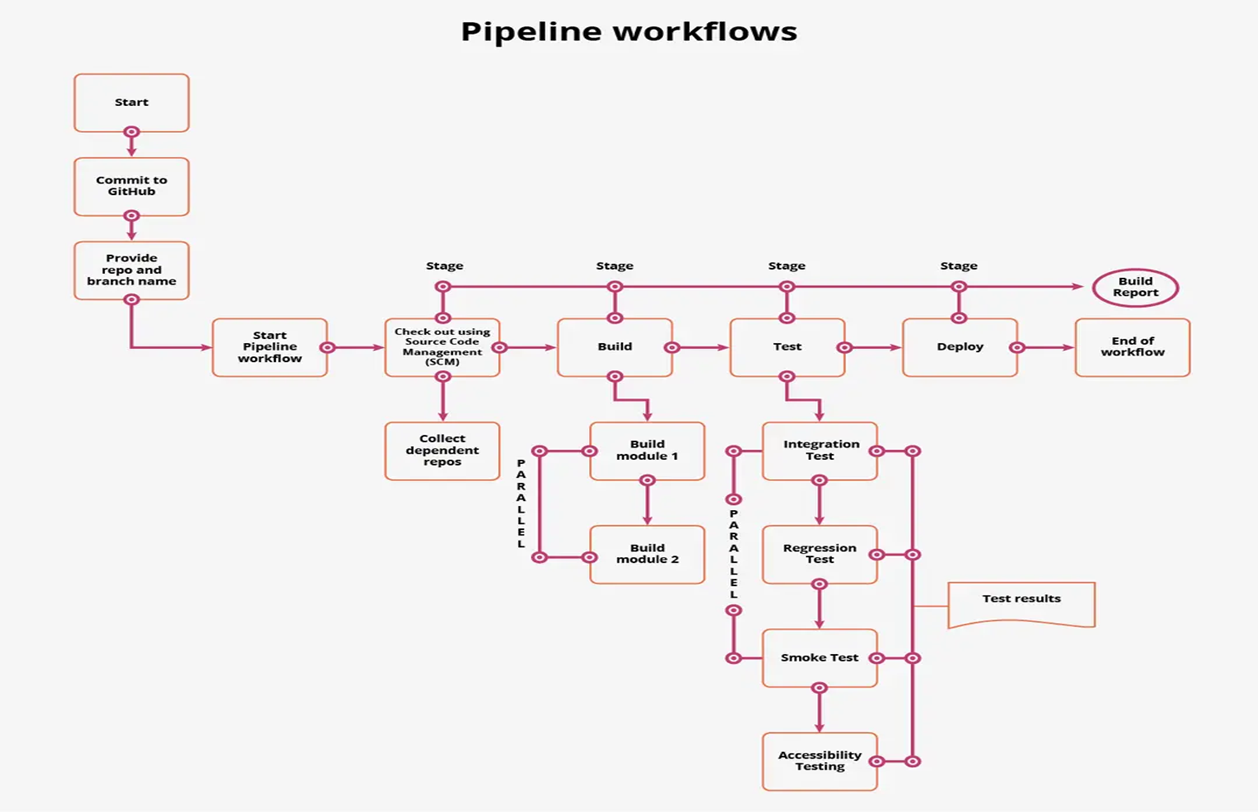 Pipeline workflows
Start
Commit to
GitHub
Provide
repo and
branch name
Start
Pipeline
workflow
Stage
Stage
Stage
Stage
Build
Report
Check out using
Source Code
Management
(SCM)
Build
Test
Deploy
End of
workflow
Collect
dependent
repos
PARALLEL
Build
module 1
Build
module 2
PARALLEL
Integration
Test
Regression
Test
Smoke Test
Accessibility
Testing
Test results